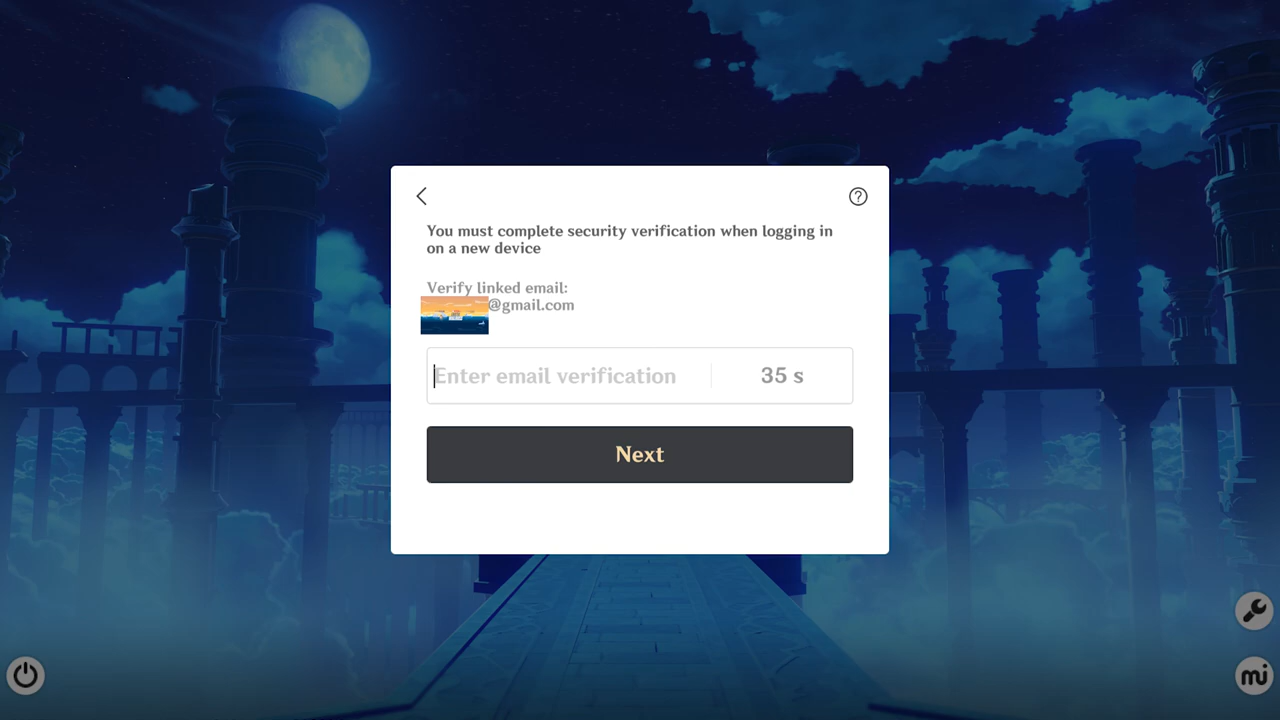 You must complete security verification when logging in
on a new device
Verify linked email:
@gmail.com
Enter email verification
35 s
Next
mi